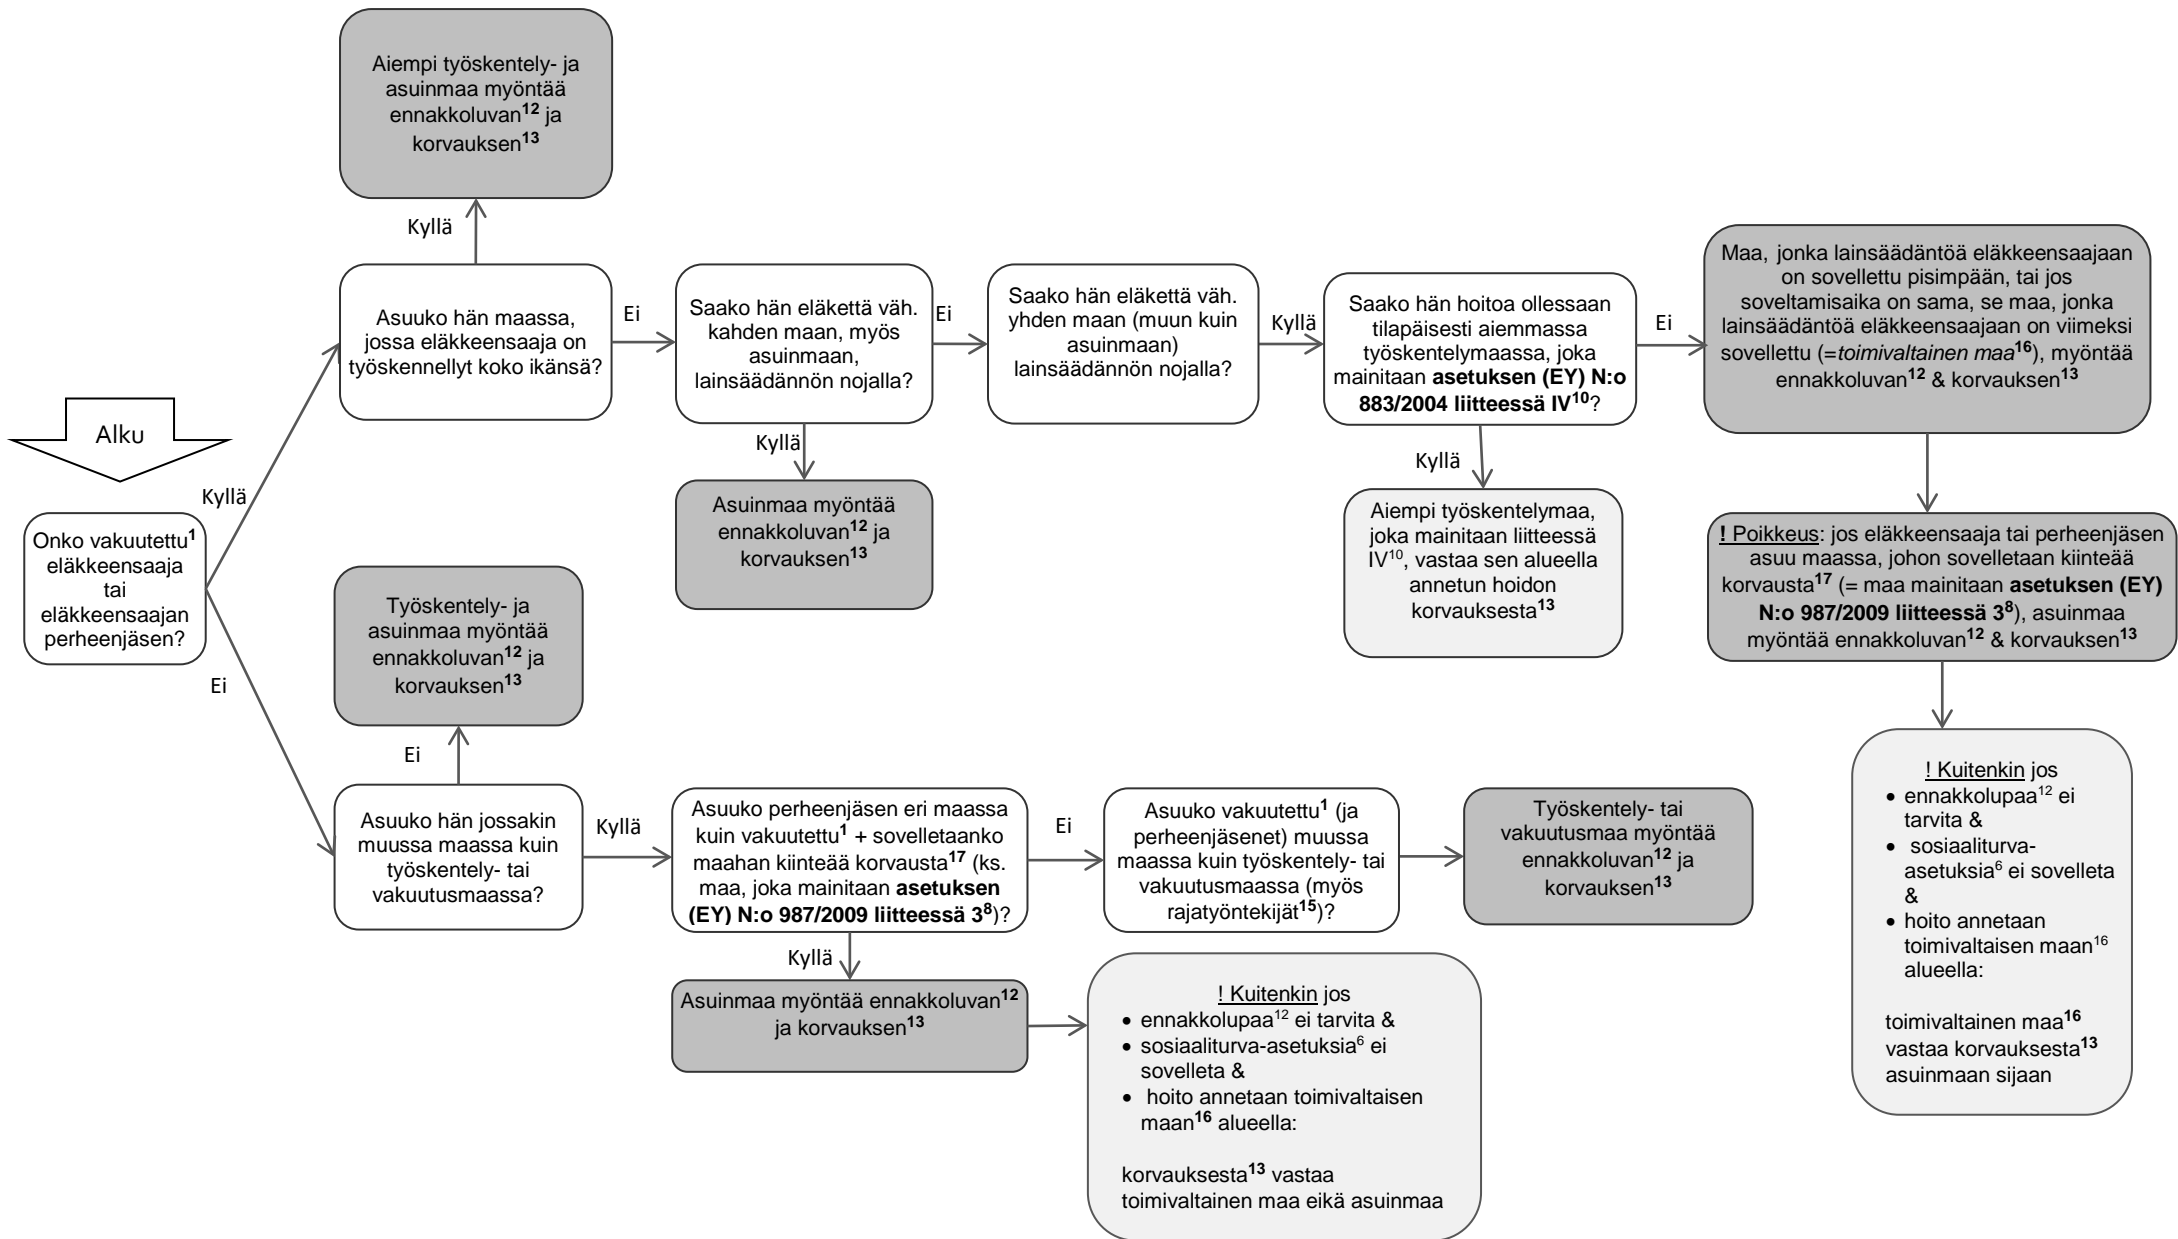 Aiempi työskentely- ja
asuinmaa myöntää
ennakkoluvan12 ja
korvauksen13
Kyllä
Asuuko hän maassa,
jossa eläkkeensaaja on
työskennellyt koko ikänsä?
Ei
Saako hän eläkettä väh.
kahden maan, myös
asuinmaan,
lainsäädännön nojalla?
Ei
Saako hän eläkettä väh.
yhden maan (muun kuin
asuinmaan)
lainsäädännön nojalla?
Kyllä
Saako hän hoitoa ollessaan
tilapäisesti aiemmassa
työskentelymaassa, joka
mainitaan asetuksen (EY) N:o
883/2004 liitteessä IV10?
Ei
Maa, jonka lainsäädäntöä eläkkeensaajaan
on sovellettu pisimpään, tai jos
soveltamisaika on sama, se maa, jonka
lainsäädäntöä eläkkeensaajaan on viimeksi
sovellettu (=toimivaltainen maa16), myöntää
ennakkoluvan12 & korvauksen13
Alku
Kyllä
Kyllä
Kyllä
Asuinmaa myöntää
ennakkoluvan12 ja
korvauksen13
Aiempi työskentelymaa,
joka mainitaan liitteessä
IV10, vastaa sen alueella
annetun hoidon
korvauksesta13
! Poikkeus: jos eläkkeensaaja tai perheenjäsen
asuu maassa, johon sovelletaan kiinteää
korvausta17 (= maa mainitaan asetuksen (EY)
N:o 987/2009 liitteessä 38), asuinmaa
myöntää ennakkoluvan12 & korvauksen13
Onko vakuutettu1
eläkkeensaaja
tai
eläkkeensaajan
perheenjäsen?
Ei
Työskentely- ja
asuinmaa myöntää
ennakkoluvan12 ja
korvauksen13
Ei
Asuuko hän jossakin
muussa maassa kuin
työskentely- tai
vakuutusmaassa?
Kyllä
Asuuko perheenjäsen eri maassa
kuin vakuutettu1 + sovelletaanko
maahan kiinteää korvausta17 (ks.
maa, joka mainitaan asetuksen
(EY) N:o 987/2009 liitteessä 38)?
Ei
Asuuko vakuutettu1 (ja
perheenjäsenet) muussa
maassa kuin työskentely- tai
vakuutusmaassa (myös
rajatyöntekijät15)?
Työskentely- tai
vakuutusmaa myöntää
ennakkoluvan12 ja
korvauksen13
Kyllä
Asuinmaa myöntää ennakkoluvan12
ja korvauksen13
! Kuitenkin jos
• ennakkolupaa12 ei tarvita &
• sosiaaliturva-asetuksia6 ei
sovelleta &
• hoito annetaan toimivaltaisen
maan16 alueella:
korvauksesta13 vastaa
toimivaltainen maa eikä asuinmaa
! Kuitenkin jos
• ennakkolupaa12 ei
tarvita &
• sosiaaliturva-
asetuksia6 ei sovelleta
&
• hoito annetaan
toimivaltaisen maan16
alueella:
toimivaltainen maa16
vastaa korvauksesta13
asuinmaan sijaan